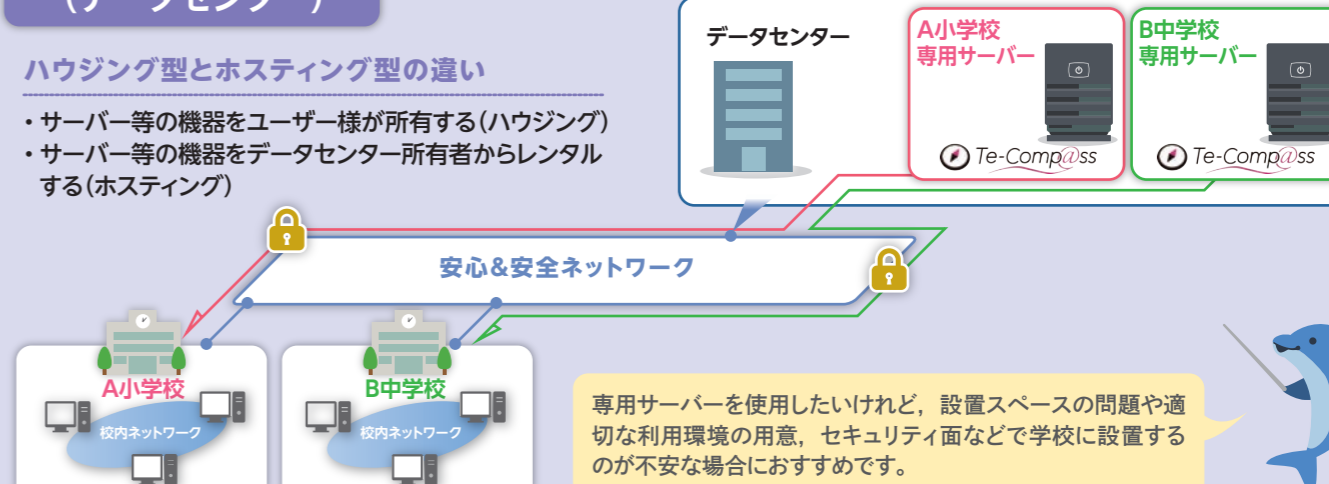 (データセンター)
ハウジング型とホスティング型の違い
・サーバー等の機器をユーザー様が所有する(ハウジング)
・サーバー等の機器をデータセンター所有者からレンタル
する(ホスティング)
データセンター
A小学校
専用サーバー
Te-Comp@ss
B中学校
専用サーバー
Te-Comp@ss
安心&安全ネットワーク
A小学校
校内ネットワーク
B中学校
校内ネットワーク
専用サーバーを使用したいけれど，設置スペースの問題や適
切な利用環境の用意，セキュリティ面などで学校に設置する
のが不安な場合におすすめです。